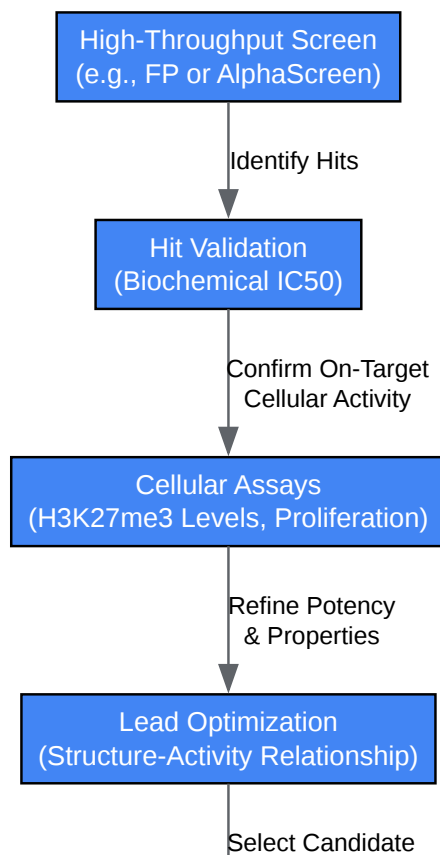 High-Throughput Screen
(e.g., FP or AlphaScreen)
Identify Hits
Hit Validation
(Biochemical IC50)
Confirm On-Target
Cellular Activity
Cellular Assays
(H3K27me3 Levels, Proliferation)
Refine Potency
& Properties
Lead Optimization
(Structure-Activity Relationship)
Select Candidate